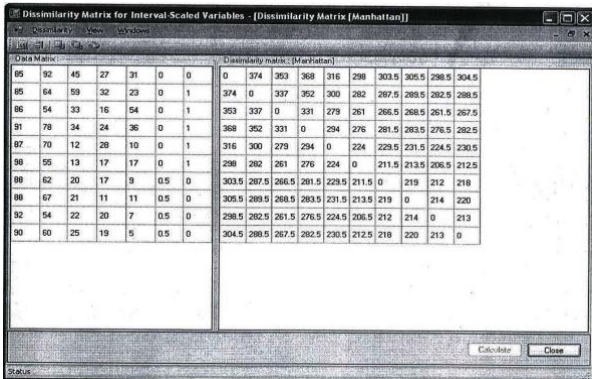 Dissimilarity Matrix for Interval-Scaled Variables - [Dissimilarity Matrix [Manhattan]]
Dissimilarity View Windows
Data Matrix:
85 92 45 27 31 0 0
85 64 59 32 23 0 1
86 54 33 16 54 0 1
91 78 34 24 36 0 1
87 70 12 28 10 0 1
98 55 13 17 17 0 1
88 62 20 17 9 0.5 0
88 67 21 11 11 0.5 0
92 54 22 20 7 0.5 0
90 60 25 19 5 0.5 0
Dissimilarity matrix : [Manhattan]
0 374 353 368 316 298 303.5 305.5 298.5 304.5
374 0 337 352 300 282 287.5 289.5 282.5 288.5
353 337 0 331 279 261 266.5 268.5 261.5 267.5
368 352 331 0 294 276 281.5 283.5 276.5 282.5
316 300 279 294 0 224 229.5 231.5 224.5 230.5
298 282 261 276 224 0 211.5 213.5 206.5 212.5
303.5 287.5 266.5 281.5 229.5 211.5 0 219 212 218
305.5 289.5 268.5 283.5 231.5 213.5 219 0 214 220
298.5 282.5 261.5 276.5 224.5 206.5 212 214 0 213
304.5 288.5 267.5 282.5 230.5 212.5 218 220 213 0
Calculate Close
Status